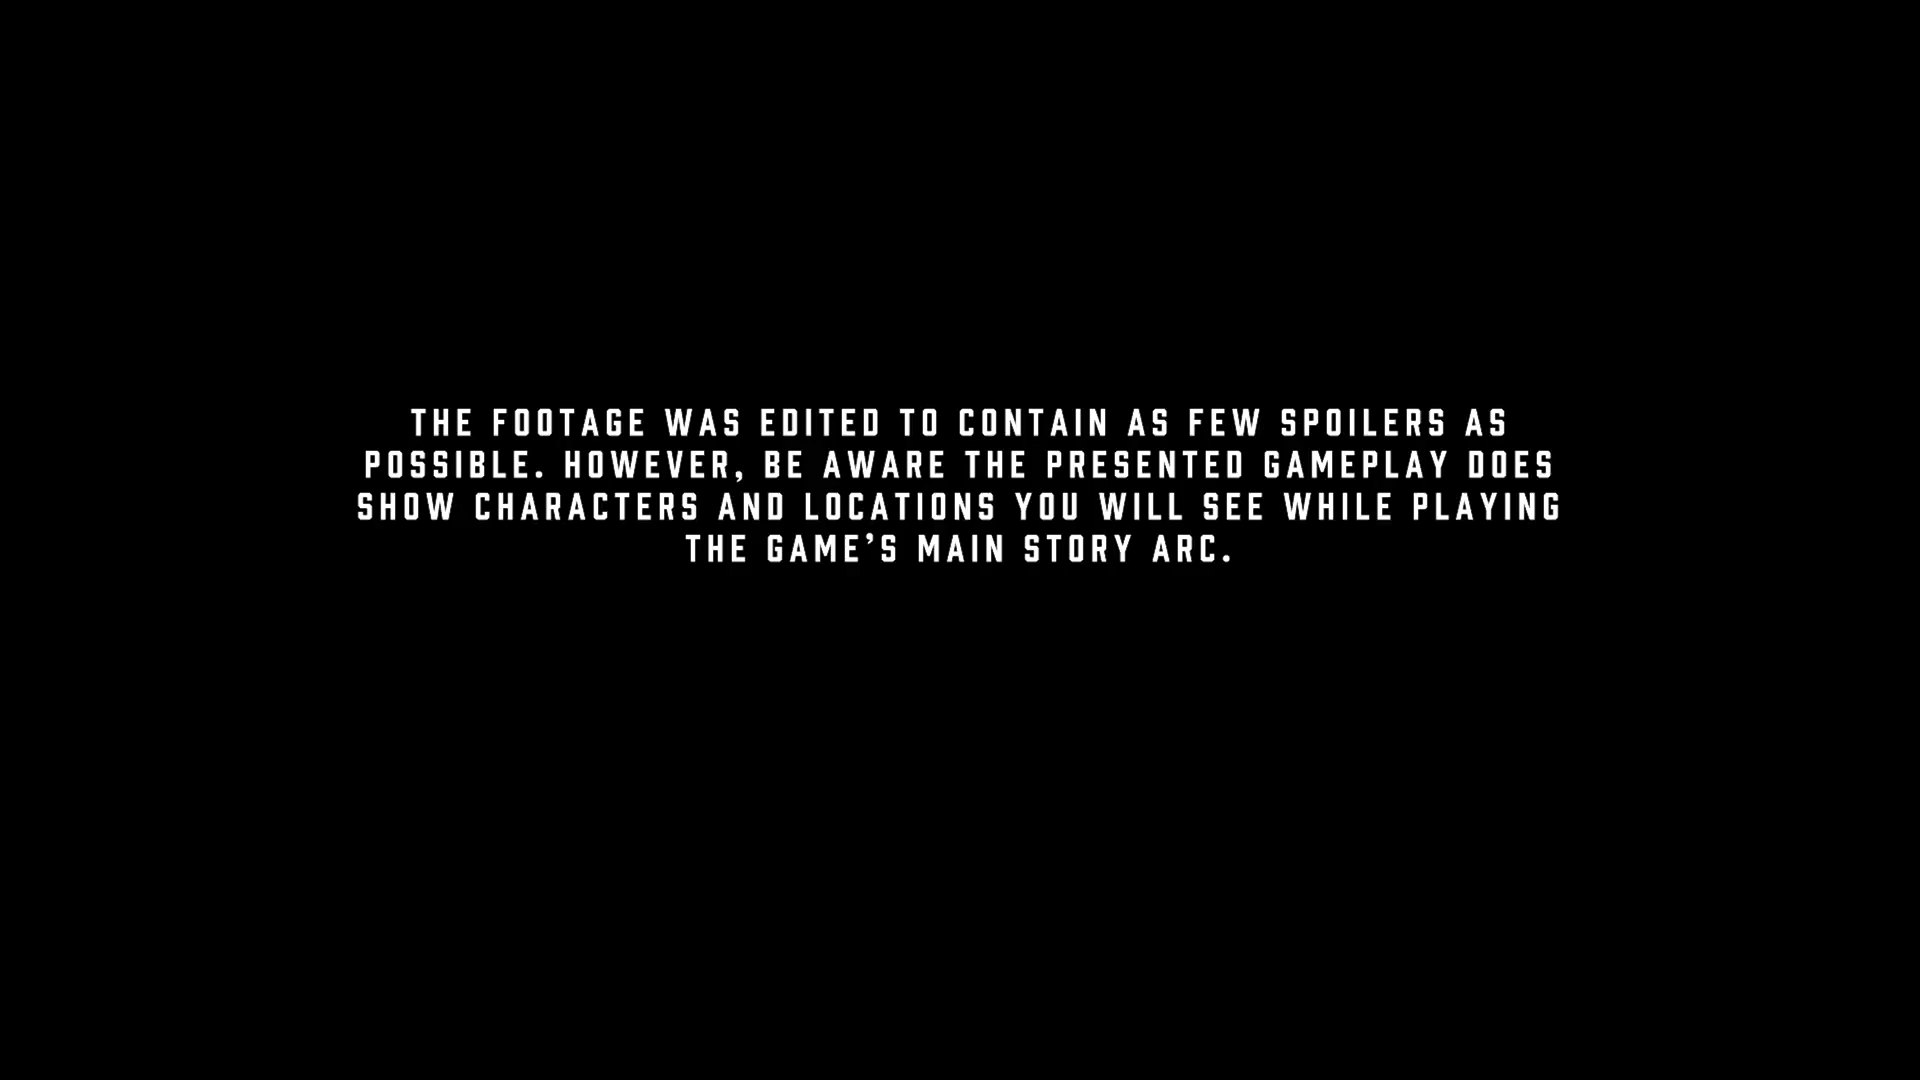 THE FOOTAGE WAS EDITED TO CONTAIN AS FEW SPOILERS AS
POSSIBLE. HOWEVER, BE AWARE THE PRESENTED GAMEPLAY DOES
SHOW CHARACTERS AND LOCATIONS YOU WILL SEE WHILE PLAYING
THE GAME’S MAIN STORY ARC.